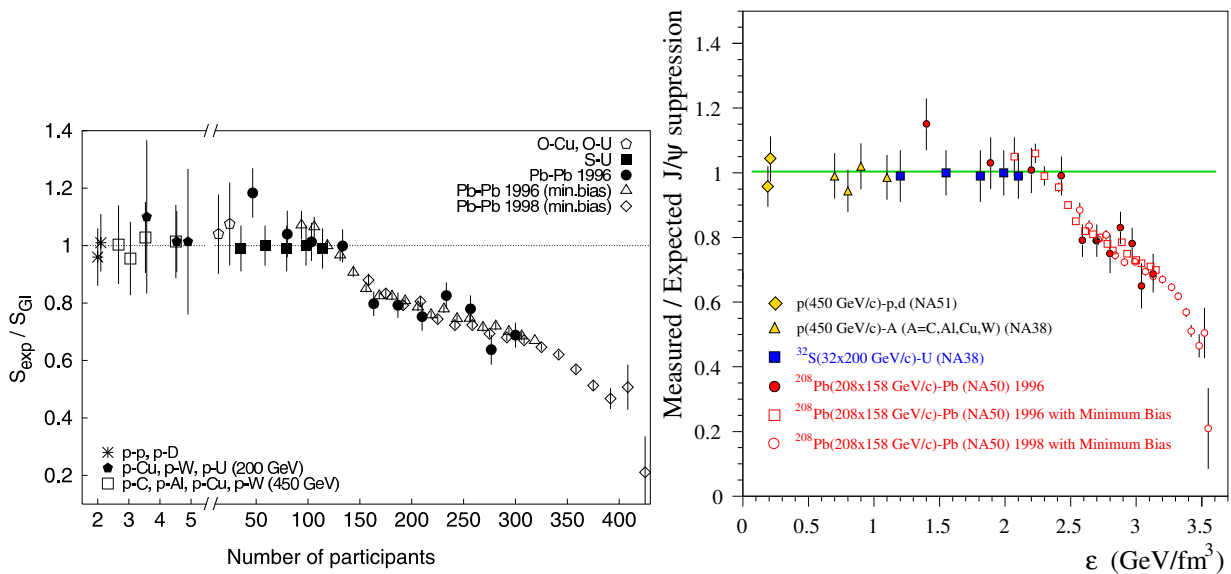 1.4
1.2
1
0.8
0.6
0.4
0.2
S_exp / S_Gl
O-Cu, O-U
S-U
Pb-Pb 1996
Pb-Pb 1996 (min.bias)
Pb-Pb 1998 (min.bias)
p-p, p-D
p-Cu, p-W, p-U (200 GeV)
p-C, p-Al, p-Cu, p-W (450 GeV)
2 3 4 5 50 100 150 200 250 300 350 400
Number of participants
Measured / Expected J/ψ suppression
1.4
1.2
1
0.8
0.6
0.4
0.2
0
p(450 GeV/c)-p,d (NA51)
p(450 GeV/c)-A (A=C,Al,Cu,W) (NA38)
³²S(32x200 GeV/c)-U (NA38)
²⁰⁸Pb(208x158 GeV/c)-Pb (NA50) 1996
²⁰⁸Pb(208x158 GeV/c)-Pb (NA50) 1996 with Minimum Bias
²⁰⁸Pb(208x158 GeV/c)-Pb (NA50) 1998 with Minimum Bias
0 0.5 1 1.5 2 2.5 3 3.5
ε (GeV/fm³)